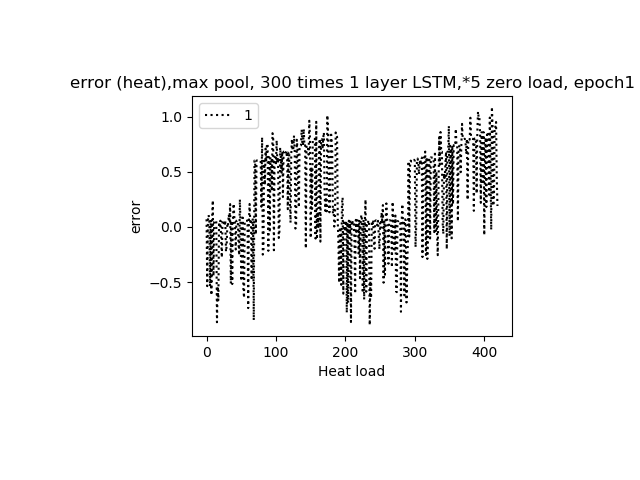 error (heat),max pool, 300 times 1 layer LSTM,*5 zero load, epoch1
1
1.0
0.5
0.0
−0.5
error
0 100 200 300 400
Heat load